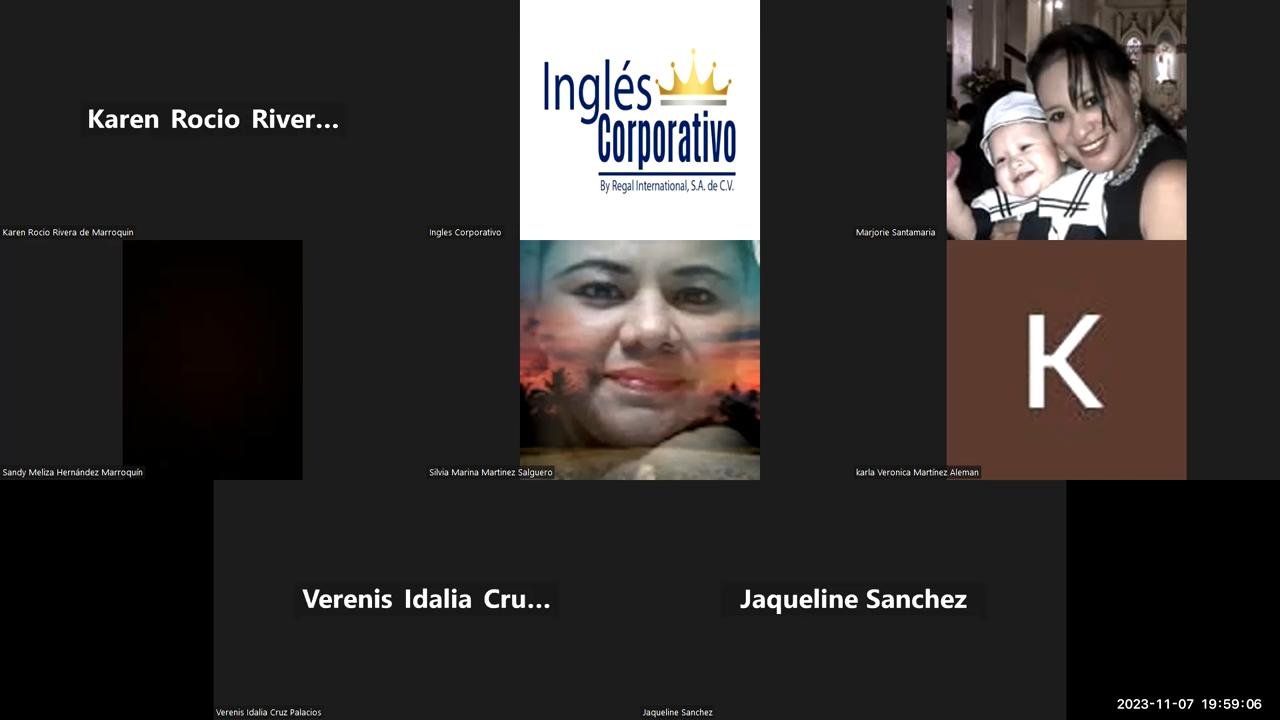 Karen Rocio River...
Karen Rocio Rivera de Marroquin
Inglés
Corporativo
By Regal International, S.A. de C.V.
Ingles Corporativo
Marjorie Santamaria
Sandy Meliza Hernández Marroquín
Silvia Marina Martinez Salguero
K
karla Veronica Martínez Aleman
Verenis Idalia Cru...
Verenis Idalia Cruz Palacios
Jaqueline Sanchez
Jaqueline Sanchez
2023-11-07 19:59:06